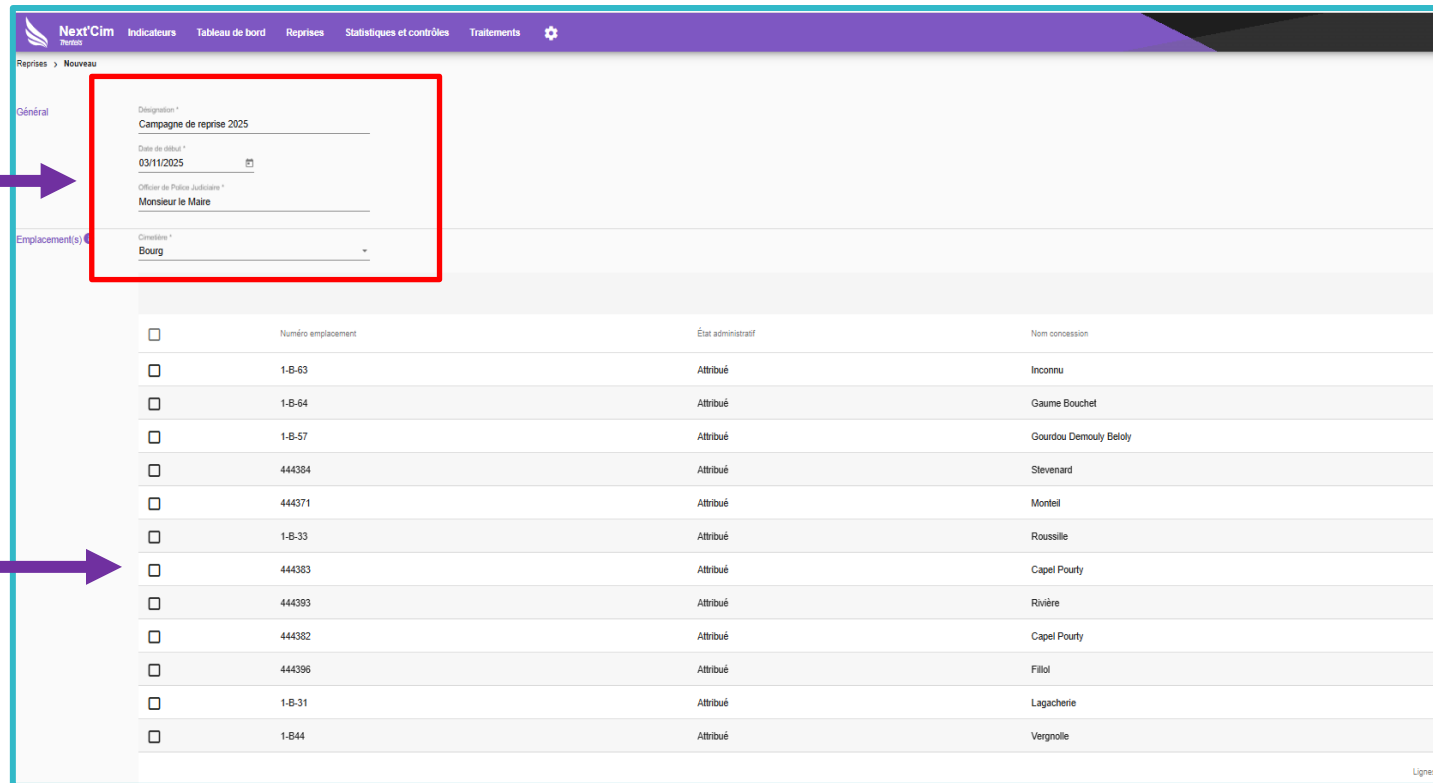 Next'Cim Indicateurs Tableau de bord Reprises Statistiques et contrôles Traitements
Trentels
Reprises > Nouveau
Général
Désignation *
Campagne de reprise 2025
Date de début *
03/11/2025
Officier de Police Judiciaire *
Monsieur le Maire
Emplacement(s)
Cimetière *
Bourg
Numéro emplacement État administratif Nom concession
1-B-63 Attribué Inconnu
1-B-64 Attribué Gaume Bouchet
1-B-57 Attribué Gourdou Demouly Beloly
444384 Attribué Stevenard
444371 Attribué Monteil
1-B-33 Attribué Roussille
444383 Attribué Capel Pourty
444393 Attribué Rivière
444382 Attribué Capel Pourty
444396 Attribué Fillol
1-B-31 Attribué Lagacherie
1-B44 Attribué Vergnolle
Lignes